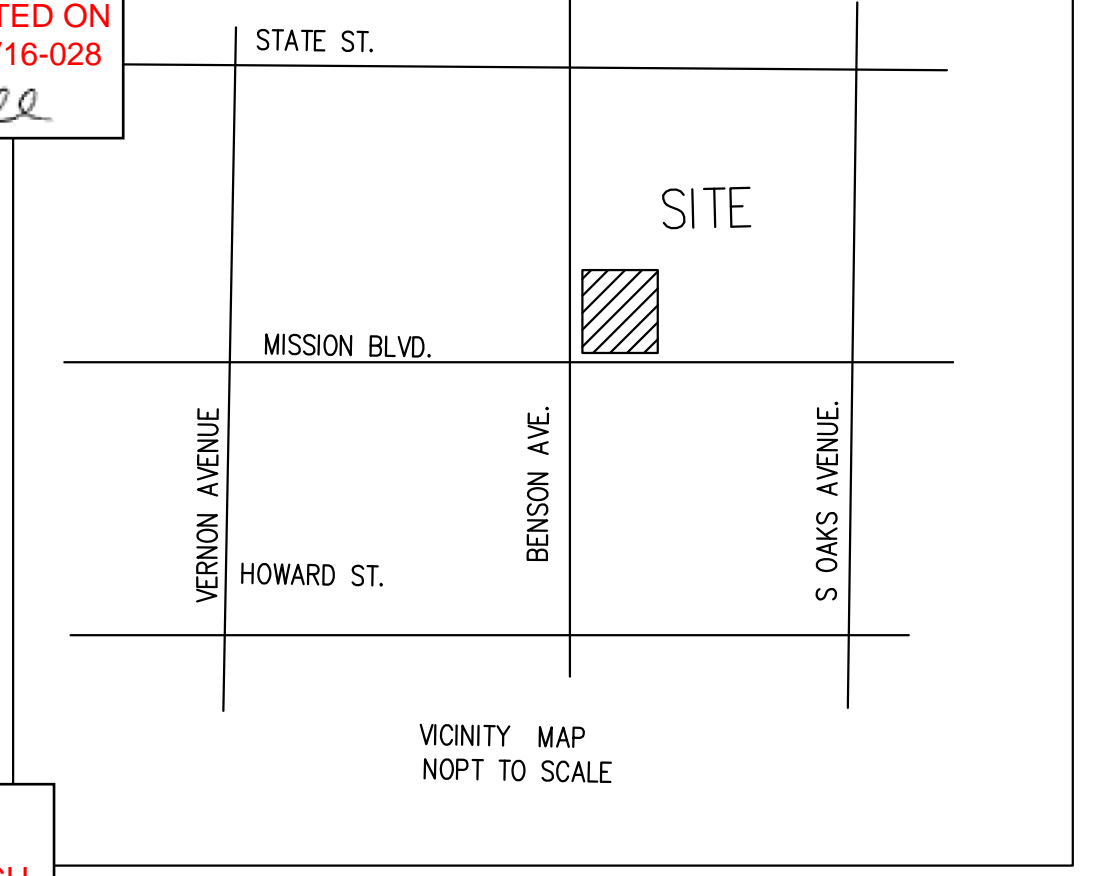 TED ON
/16-028
STATE ST.
SITE
MISSION BLVD.
VERNON AVENUE
BENSON AVE.
S OAKS AVENUE.
HOWARD ST.
VICINITY MAP
NOPT TO SCALE